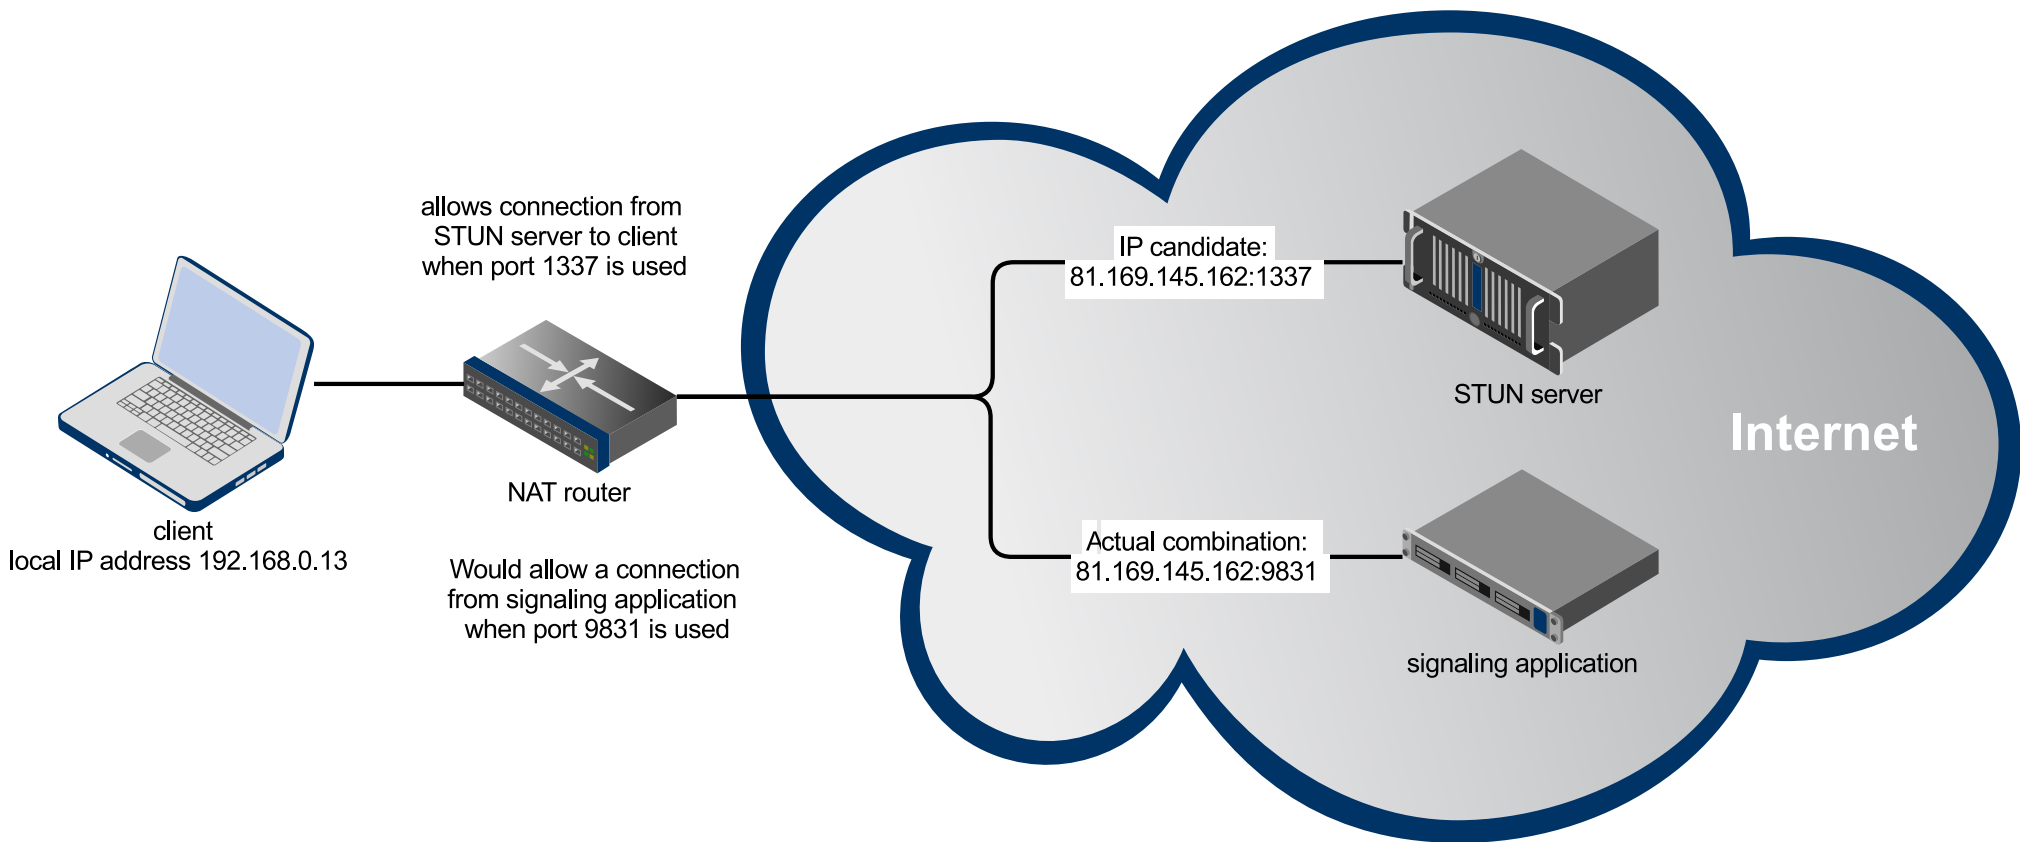 allows connection from
STUN server to client
when port 1337 is used
IP candidate:
81.169.145.162:1337
STUN server
Internet
NAT router
client
local IP address 192.168.0.13
Actual combination:
81.169.145.162:9831
Would allow a connection
from signaling application
when port 9831 is used
signaling application